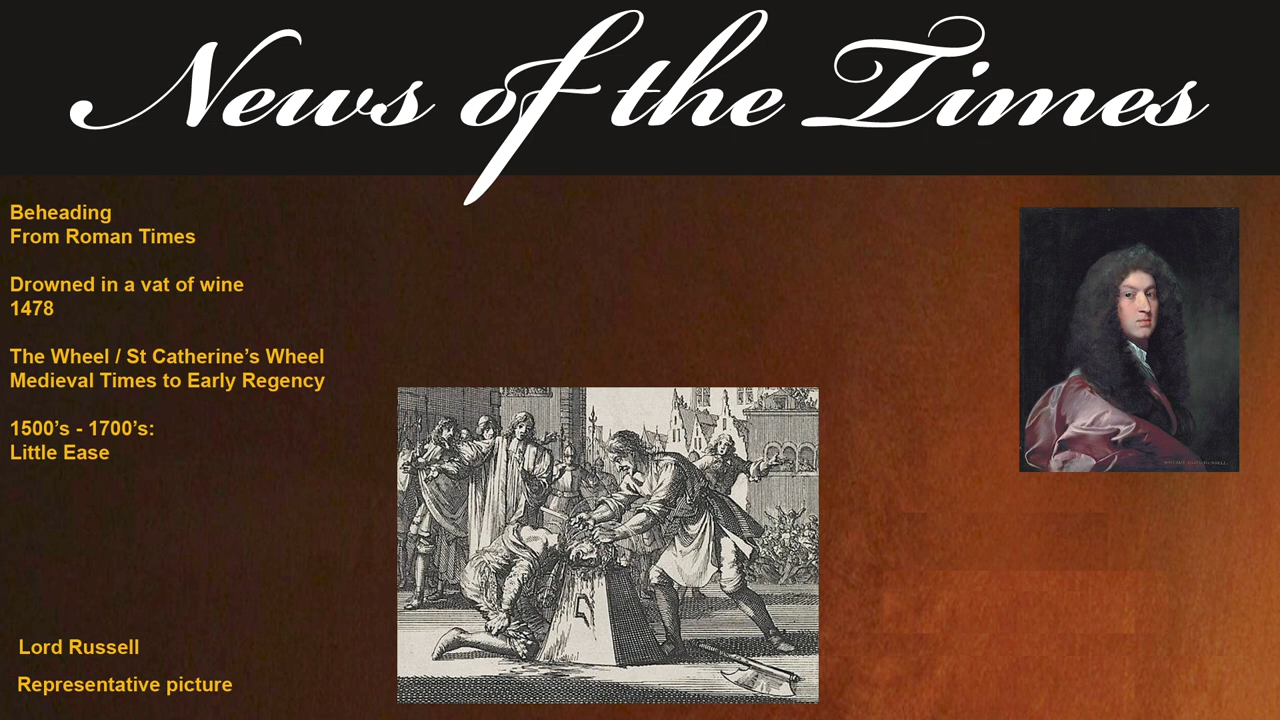 News of the Times
Beheading
From Roman Times
Drowned in a vat of wine
1478
The Wheel / St Catherine’s Wheel
Medieval Times to Early Regency
1500’s - 1700’s:
Little Ease
Lord Russell
Representative picture